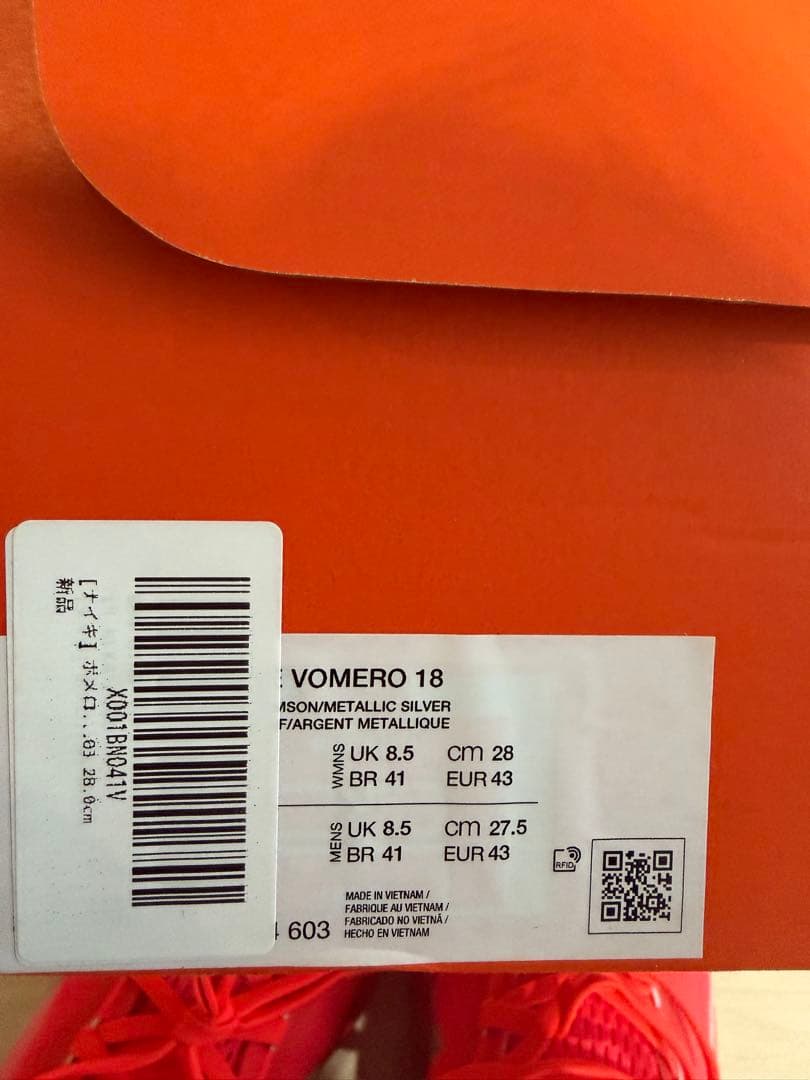 [ナイキ] ボメロ...03 28.0cm
新品
X001BN041V
VOMERO 18
MSON/METALLIC SILVER
F/ARGENT METALLIQUE
WMNS UK 8.5 cm 28
BR 41 EUR 43
MENS UK 8.5 cm 27.5
BR 41 EUR 43
RFID
603
MADE IN VIETNAM /
FABRIQUE AU VIETNAM /
FABRICADO NO VIETNÃ /
HECHO EN VIETNAM